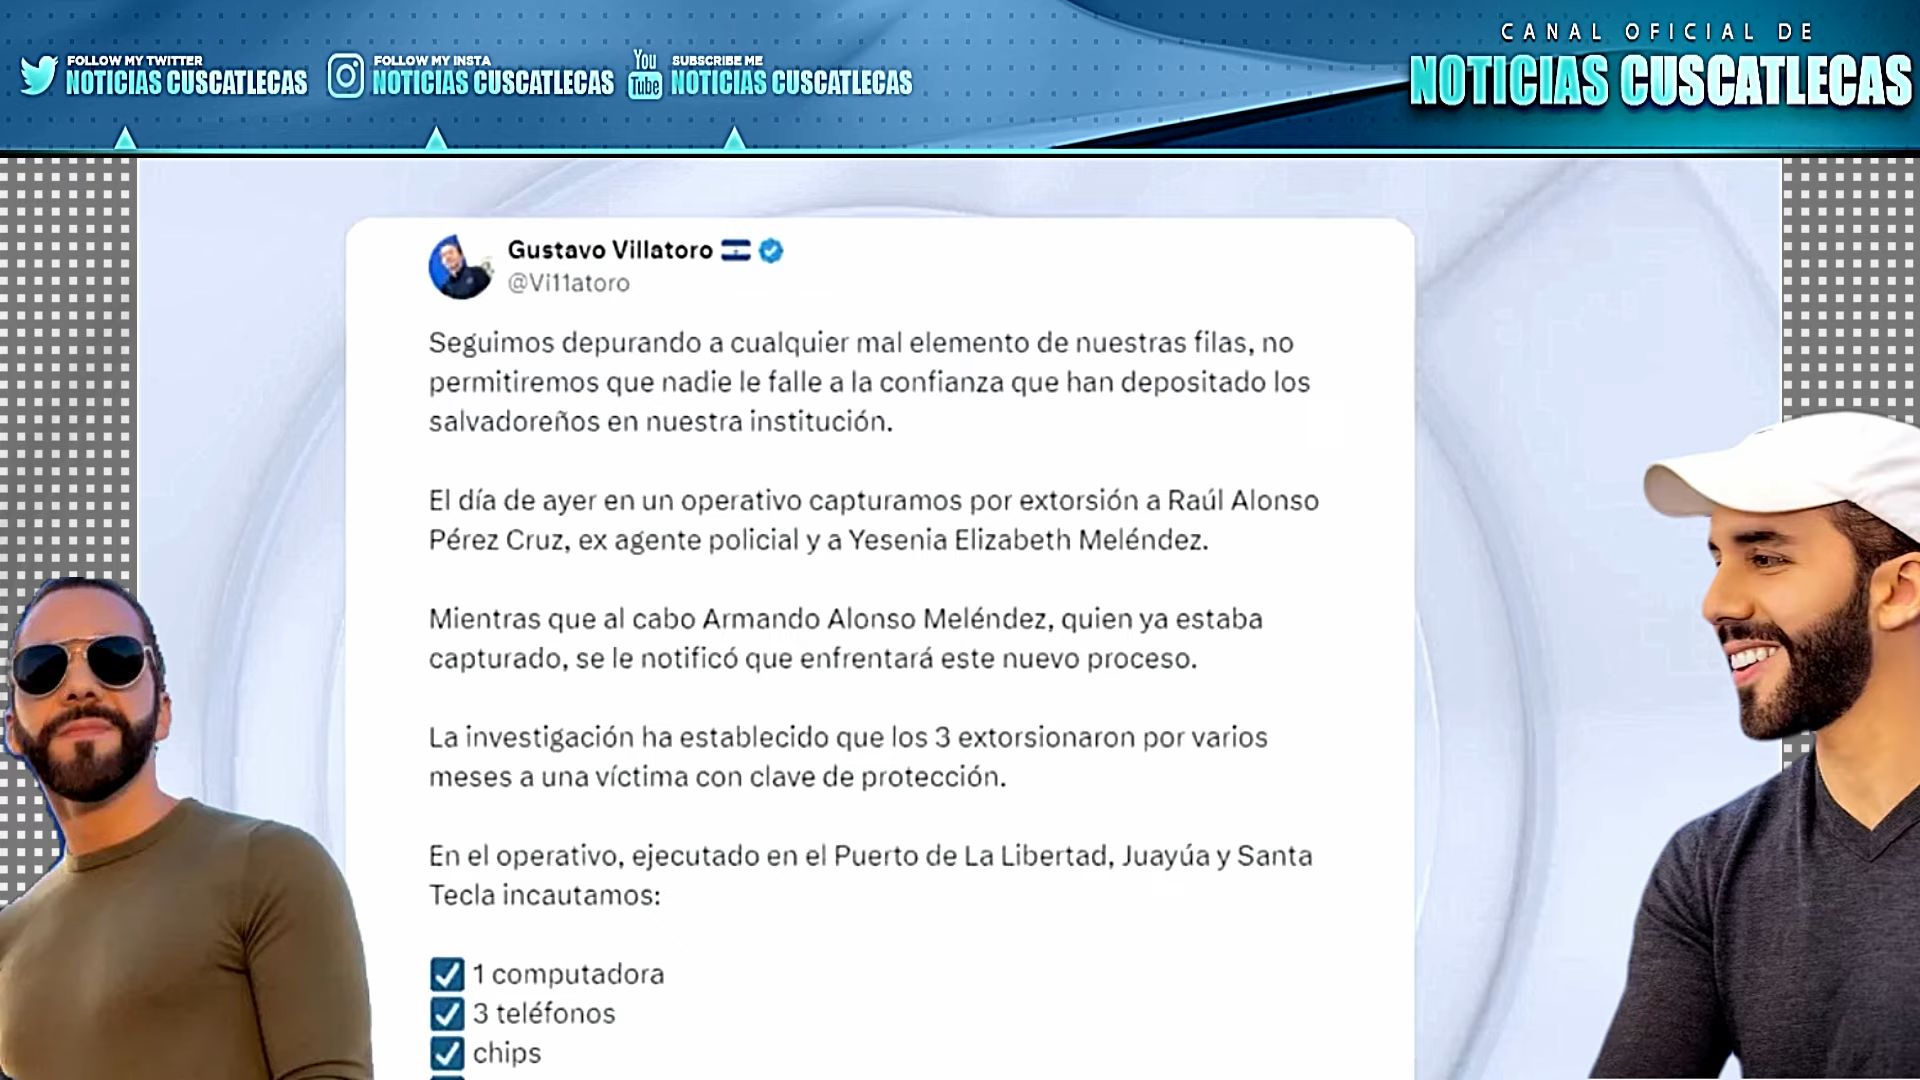 CANAL OFICIAL DE
NOTICIAS CUSCATLECAS
FOLLOW MY TWITTER
NOTICIAS CUSCATLECAS
FOLLOW MY INSTA
NOTICIAS CUSCATLECAS
You
Tube
SUBSCRIBE ME
NOTICIAS CUSCATLECAS
Gustavo Villatoro
@Vi11atoro
Seguimos depurando a cualquier mal elemento de nuestras filas, no
permitiremos que nadie le falle a la confianza que han depositado los
salvadoreños en nuestra institución.
El día de ayer en un operativo capturamos por extorsión a Raúl Alonso
Pérez Cruz, ex agente policial y a Yesenia Elizabeth Meléndez.
Mientras que al cabo Armando Alonso Meléndez, quien ya estaba
capturado, se le notificó que enfrentará este nuevo proceso.
La investigación ha establecido que los 3 extorsionaron por varios
meses a una víctima con clave de protección.
En el operativo, ejecutado en el Puerto de La Libertad, Juayúa y Santa
Tecla incautamos:
1 computadora
3 teléfonos
chips